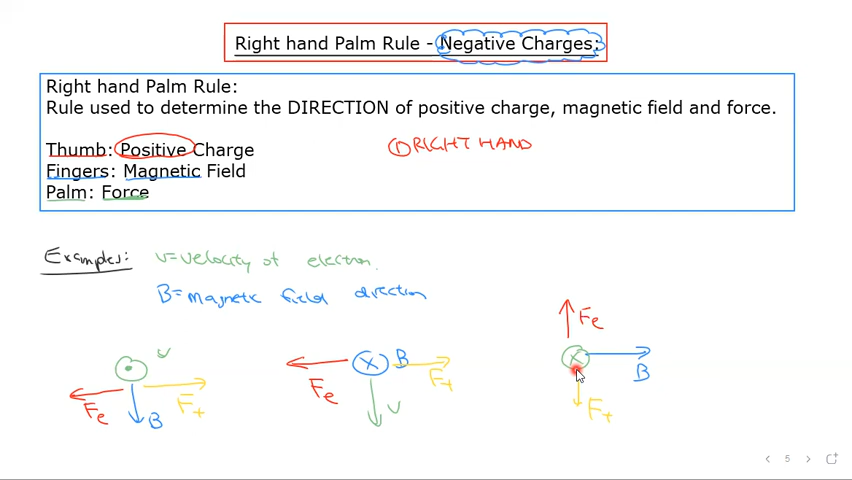 Right hand Palm Rule - Negative Charges:
Right hand Palm Rule:
Rule used to determine the DIRECTION of positive charge, magnetic field and force.
Thumb: Positive Charge
① RIGHT HAND
Fingers: Magnetic Field
Palm: Force
Examples: v = velocity of electron.
B = magnetic field direction
v
Fe
F+
B
B
Fe
F+
v
Fe
B
F+
5